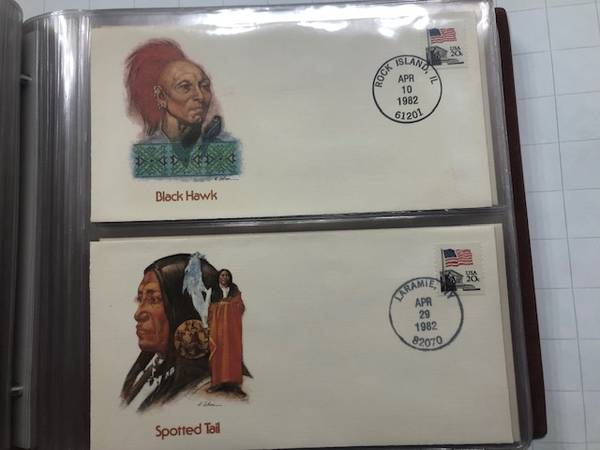 USA
20c
ROCK ISLAND, IL
APR
10
1982
61201
Black Hawk
USA
20c
LARAMIE, WY
APR
29
1982
82070
Spotted Tail